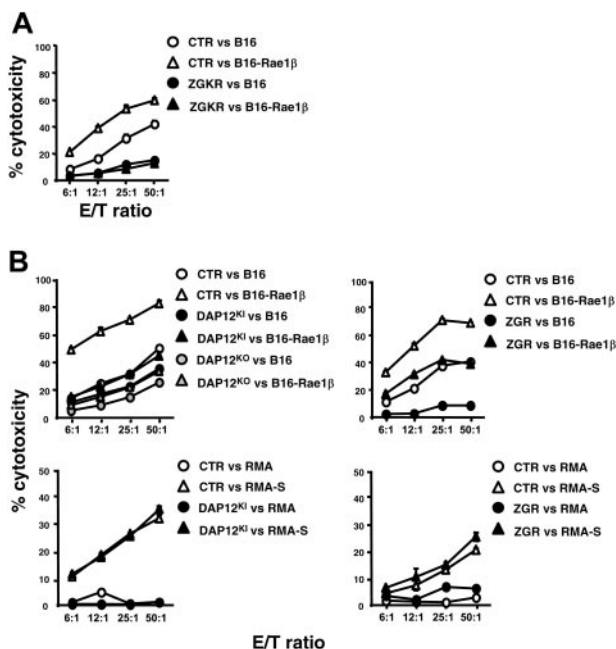 A
% cytotoxicity
100
80
60
40
20
0
6:1 12:1 25:1 50:1
E/T ratio
CTR vs B16
CTR vs B16-Rae1β
ZGKR vs B16
ZGKR vs B16-Rae1β
B
% cytotoxicity
100
80
60
40
20
0
6:1 12:1 25:1 50:1
CTR vs B16
CTR vs B16-Rae1β
DAP12KI vs B16
DAP12KI vs B16-Rae1β
DAP12KO vs B16
DAP12KO vs B16-Rae1β
100
80
60
40
20
0
6:1 12:1 25:1 50:1
CTR vs B16
CTR vs B16-Rae1β
ZGR vs B16
ZGR vs B16-Rae1β
50
40
30
20
10
0
6:1 12:1 25:1 50:1
CTR vs RMA
CTR vs RMA-S
DAP12KI vs RMA
DAP12KI vs RMA-S
50
40
30
20
10
0
6:1 12:1 25:1 50:1
CTR vs RMA
CTR vs RMA-S
ZGR vs RMA
ZGR vs RMA-S
E/T ratio